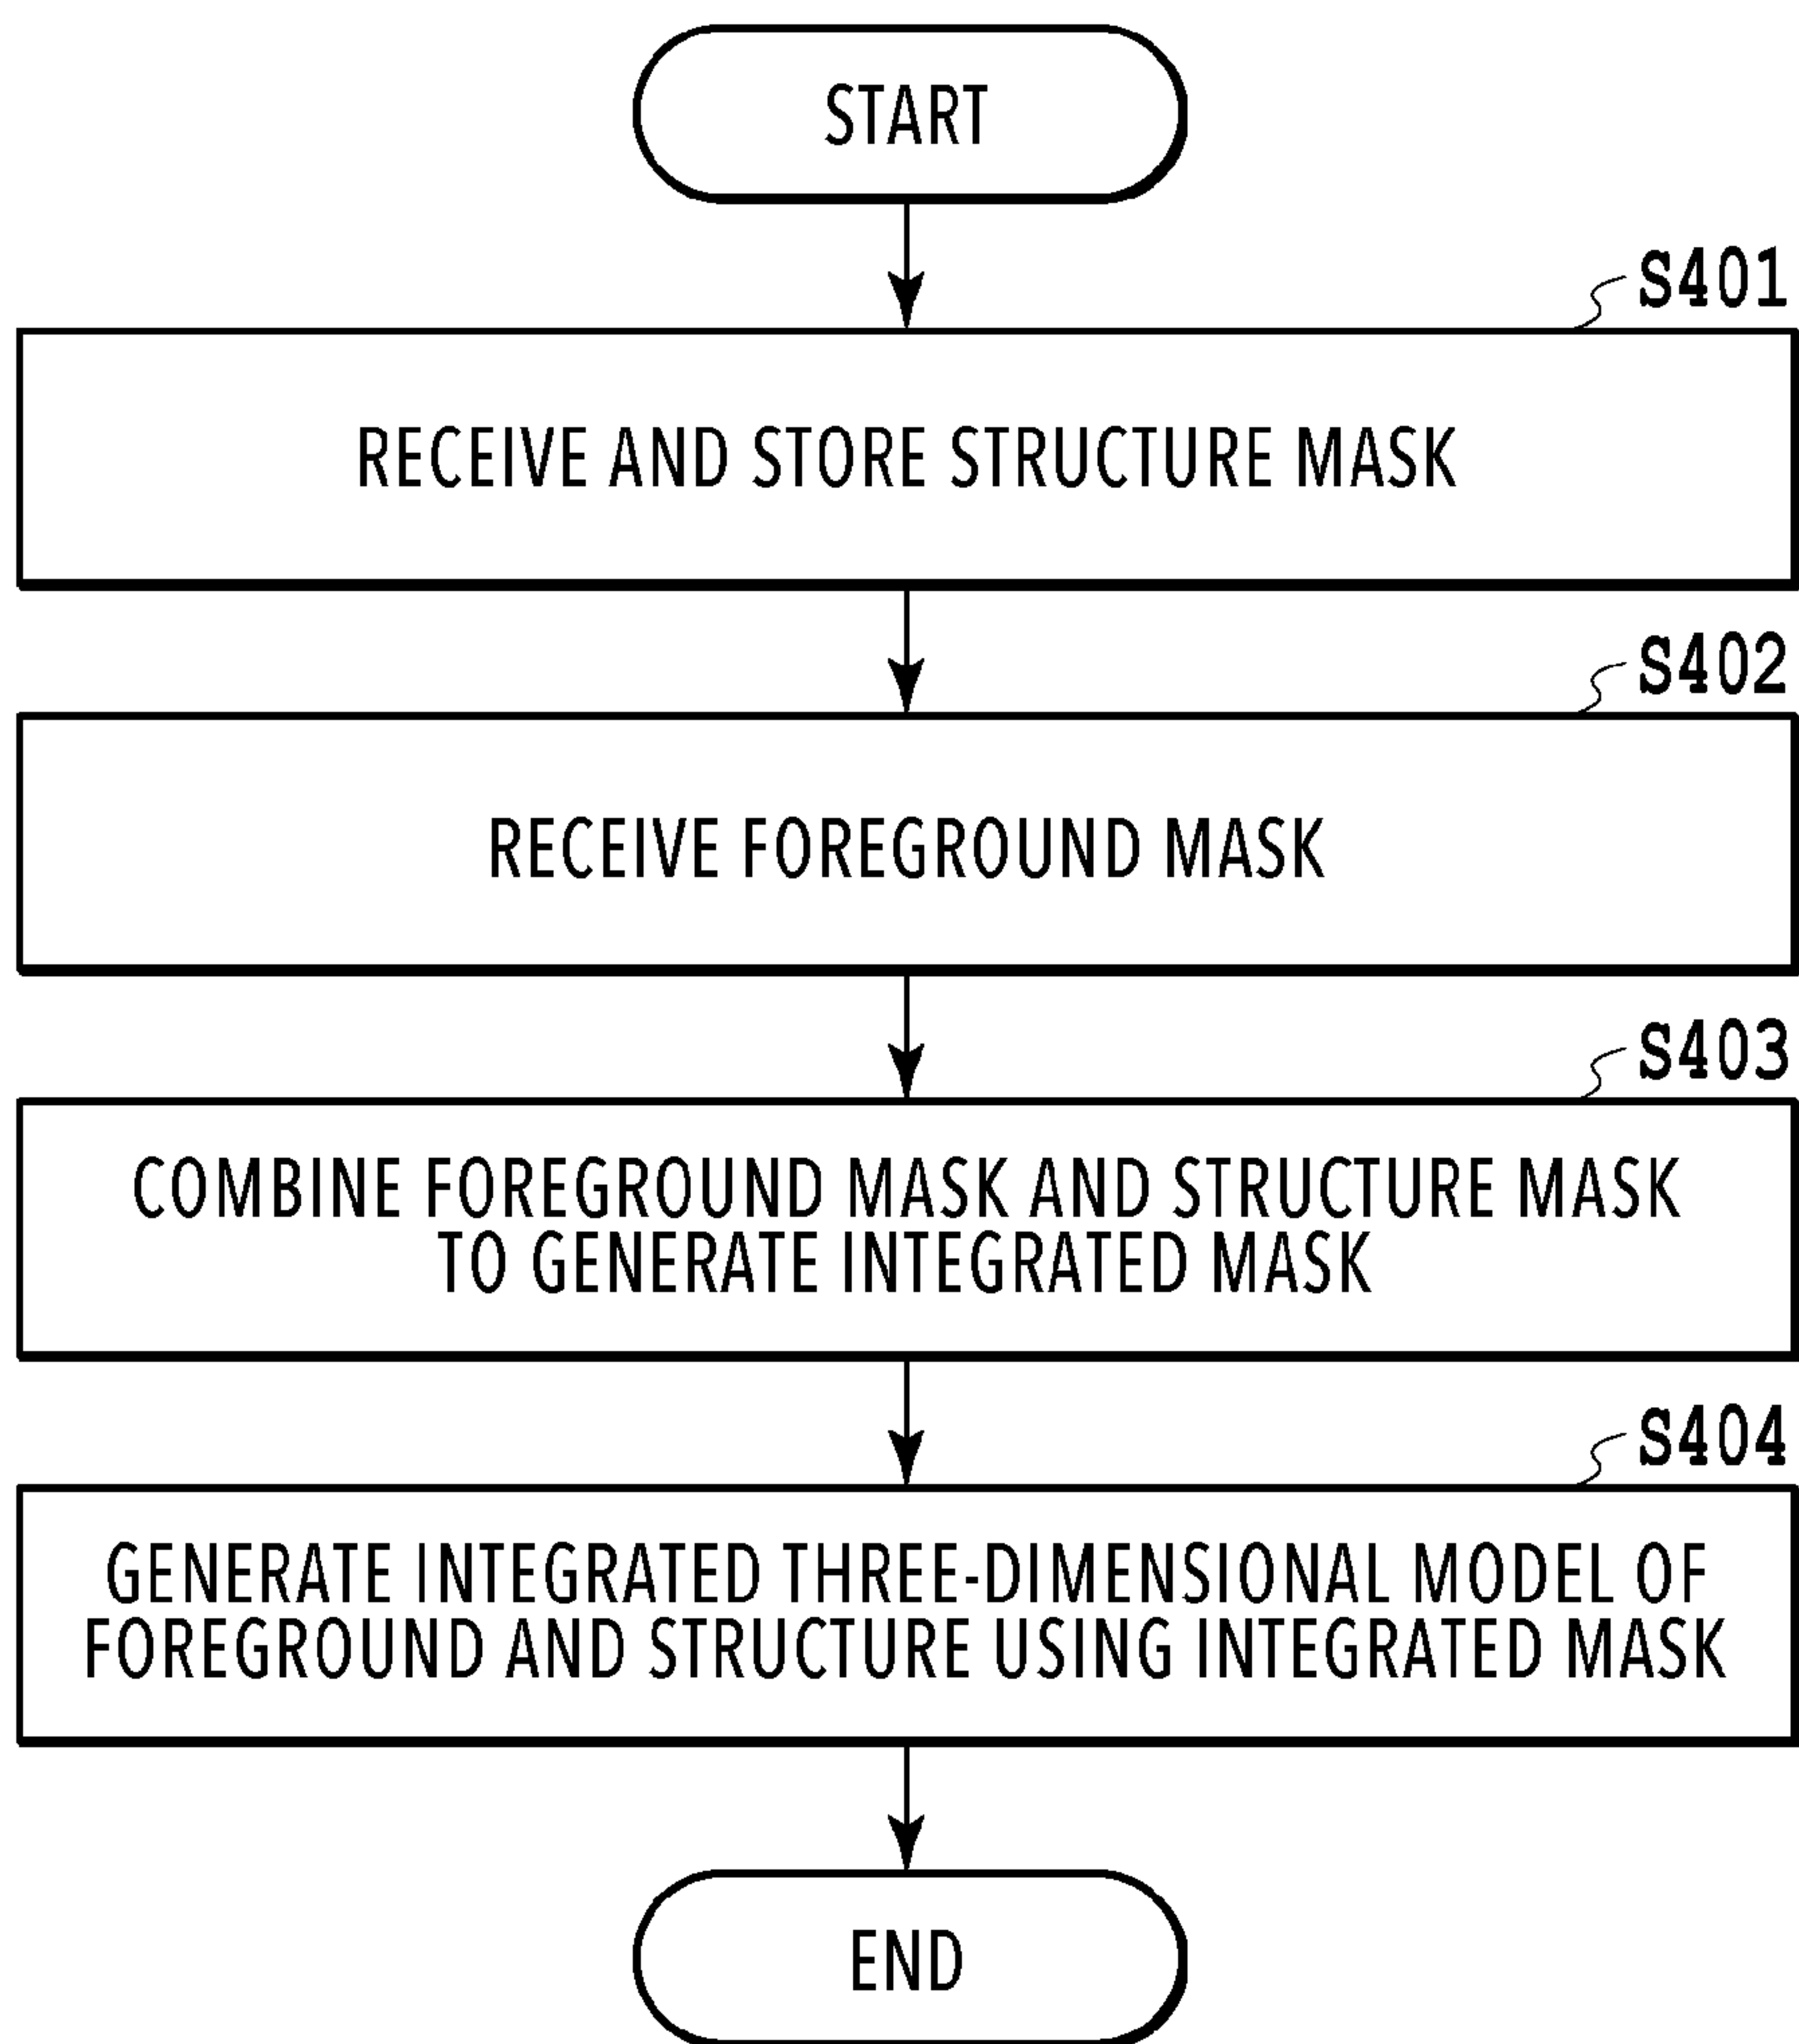 START
S401
RECEIVE AND STORE STRUCTURE MASK
S402
RECEIVE FOREGROUND MASK
S403
COMBINE FOREGROUND MASK AND STRUCTURE MASK
TO GENERATE INTEGRATED MASK
S404
GENERATE INTEGRATED THREE-DIMENSIONAL MODEL OF
FOREGROUND AND STRUCTURE USING INTEGRATED MASK
END